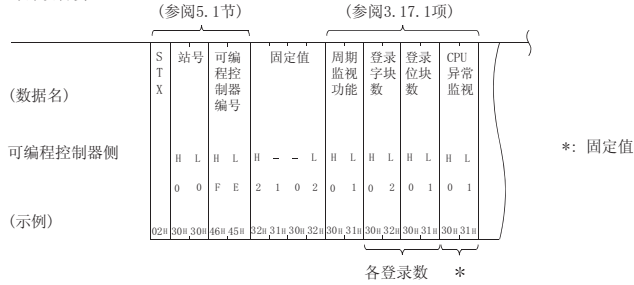 (参阅5.1节) (参阅3.17.1项)
S 站号 可编 固定值 周期 登录 登录 CPU
T 程控 监视 字块 位块 异常
X 制器 功能 数 数 监视
编号
(数据名)
可编程控制器侧
*: 固定值
H L H L H - - L H L H L H L H L
0 0 F E 2 1 0 2 0 1 0 2 0 1 0 1
(示例)
02H 30H 30H 46H 45H 32H 31H 30H 32H 30H 31H 30H 32H 30H 31H 30H 31H
各登录数 *